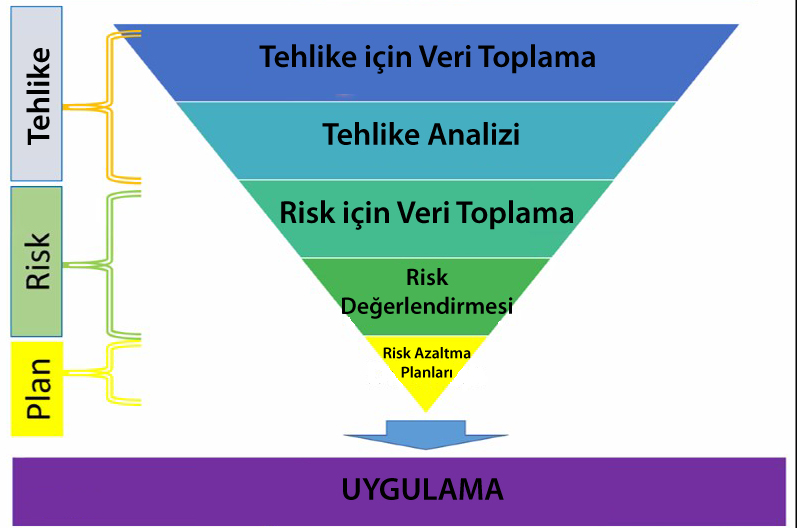 Tehlike
Tehlike için Veri Toplama
Tehlike Analizi
Risk
Risk için Veri Toplama
Risk
Değerlendirmesi
Plan
Risk Azaltma
Planları
UYGULAMA